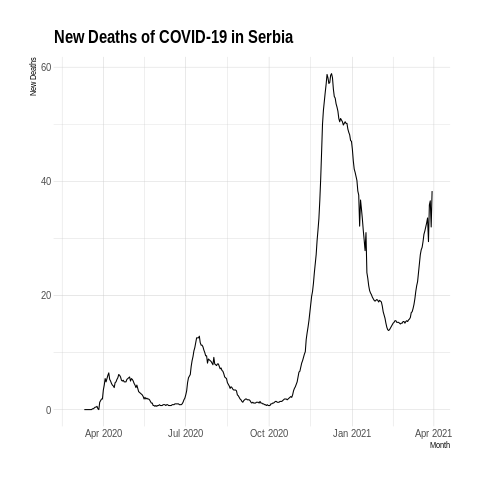 New Deaths of COVID-19 in Serbia
New Deaths
60
40
20
0
Apr 2020 Jul 2020 Oct 2020 Jan 2021 Apr 2021
Month